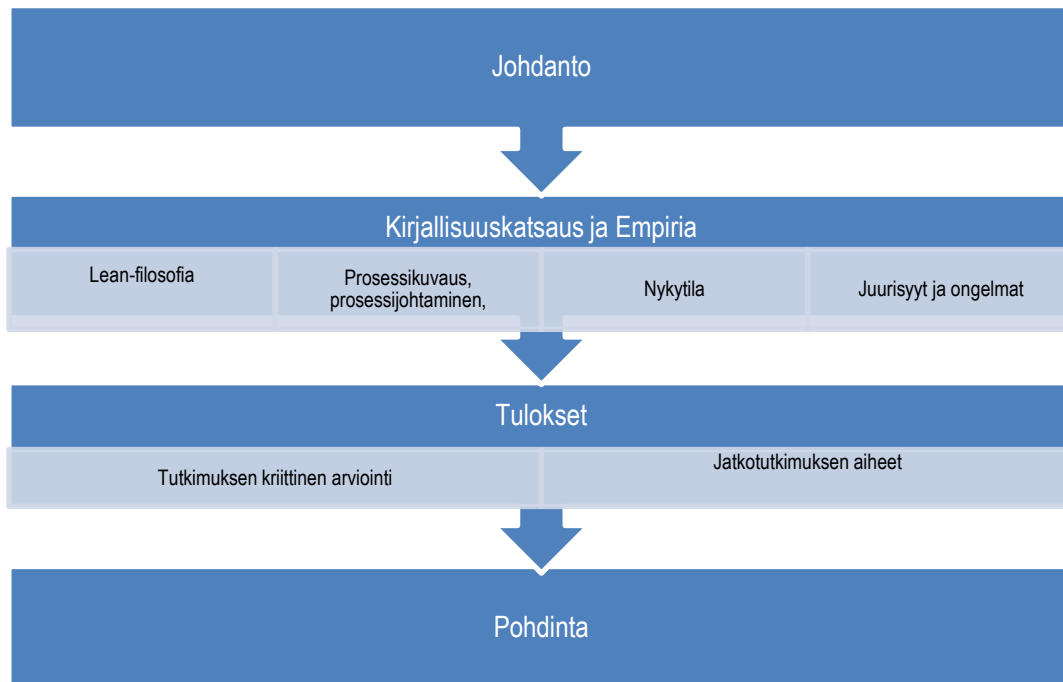 Johdanto
Kirjallisuuskatsaus ja Empiria
Lean-filosofia
Prosessikuvaus,
prosessijohtaminen,
Nykytila
Juurisyyt ja ongelmat
Tulokset
Tutkimuksen kriittinen arviointi
Jatkotutkimuksen aiheet
Pohdinta